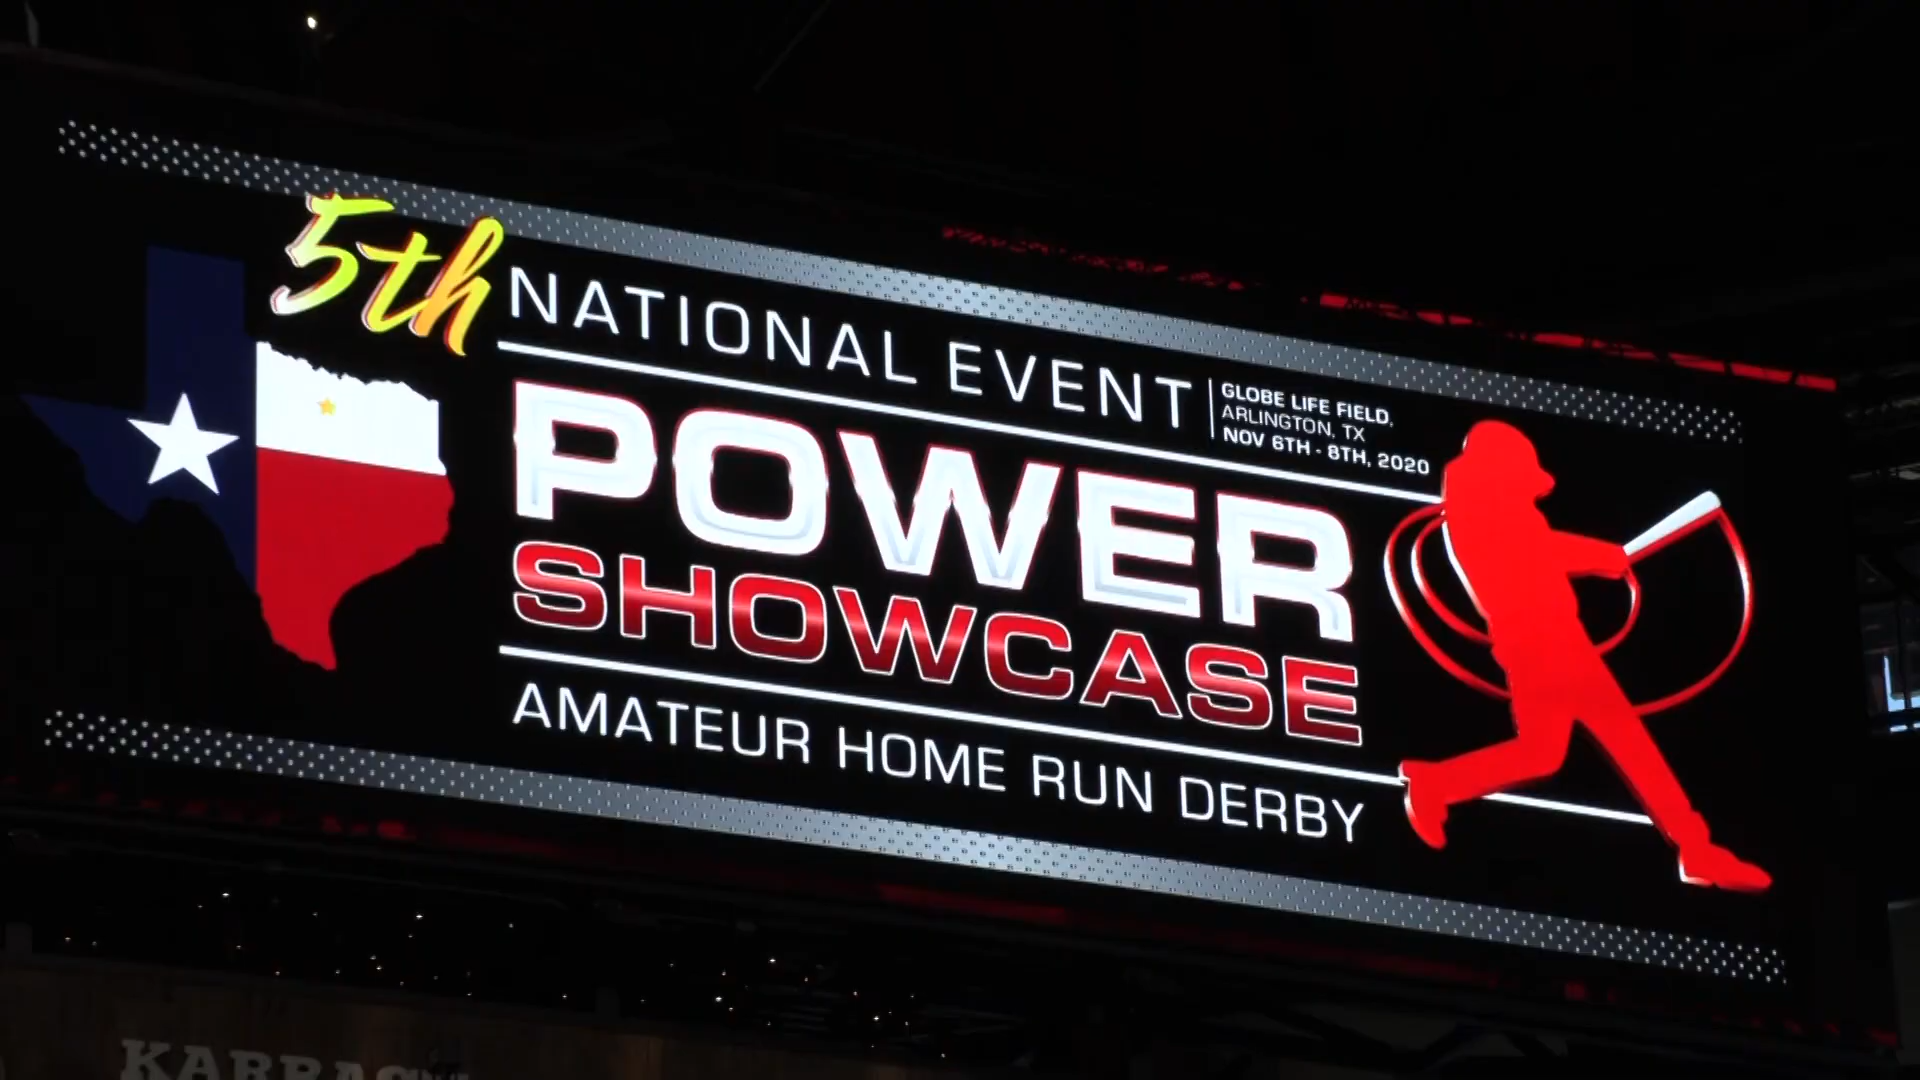 5th
NATIONAL EVENT
GLOBE LIFE FIELD,
ARLINGTON, TX
NOV 6TH - 8TH, 2020
POWER
SHOWCASE
AMATEUR HOME RUN DERBY